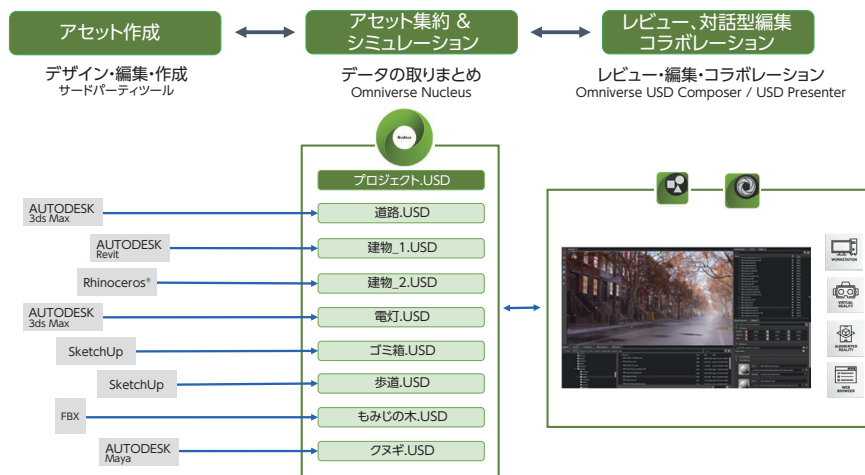 アセット作成
アセット集約 &
シミュレーション
レビュー、対話型編集
コラボレーション
デザイン・編集・作成
サードパーティツール
データの取りまとめ
Omniverse Nucleus
レビュー・編集・コラボレーション
Omniverse USD Composer / USD Presenter
Nucleus
プロジェクト.USD
AUTODESK
3ds Max
道路.USD
AUTODESK
Revit
建物_1.USD
Rhinoceros®
建物_2.USD
AUTODESK
3ds Max
電灯.USD
SketchUp
ゴミ箱.USD
SketchUp
歩道.USD
FBX
もみじの木.USD
AUTODESK
Maya
クヌギ.USD
WORKSTATION
VIRTUAL
REALITY
AUGMENTED
REALITY
WEB
BROWSER